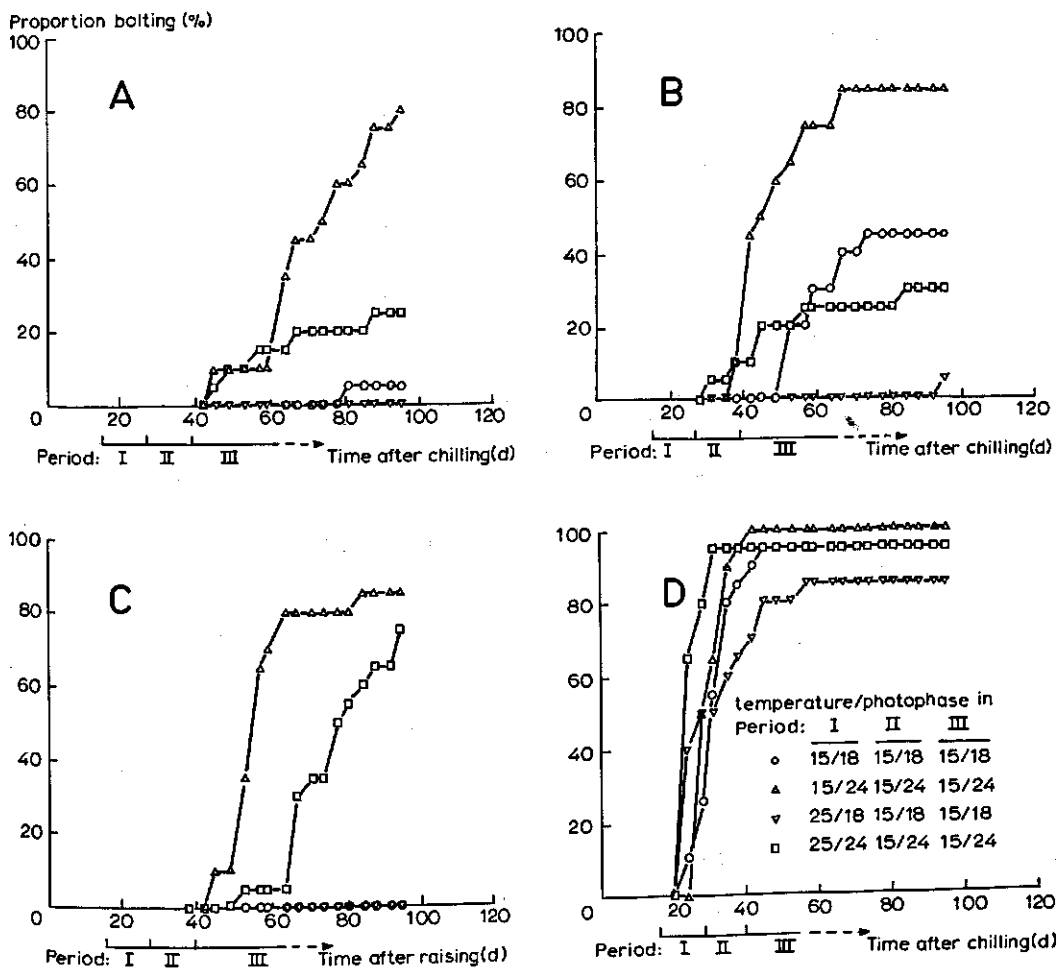 Proportion bolting (%)
A
100
80
60
40
20
0
0 20 40 60 80 100 120
Period: I II III Time after chilling(d)
B
100
80
60
40
20
0
0 20 40 60 80 100 120
Period: I II III Time after chilling(d)
C
100
80
60
40
20
0
0 20 40 60 80 100 120
Period: I II III Time after raising(d)
D
100
80
60
40
20
0
0 20 40 60 80 100 120
Period: I II III Time after chilling(d)
temperature/photophase in
Period: I II III
15/18 15/18 15/18
15/24 15/24 15/24
25/18 15/18 15/18
25/24 15/24 15/24